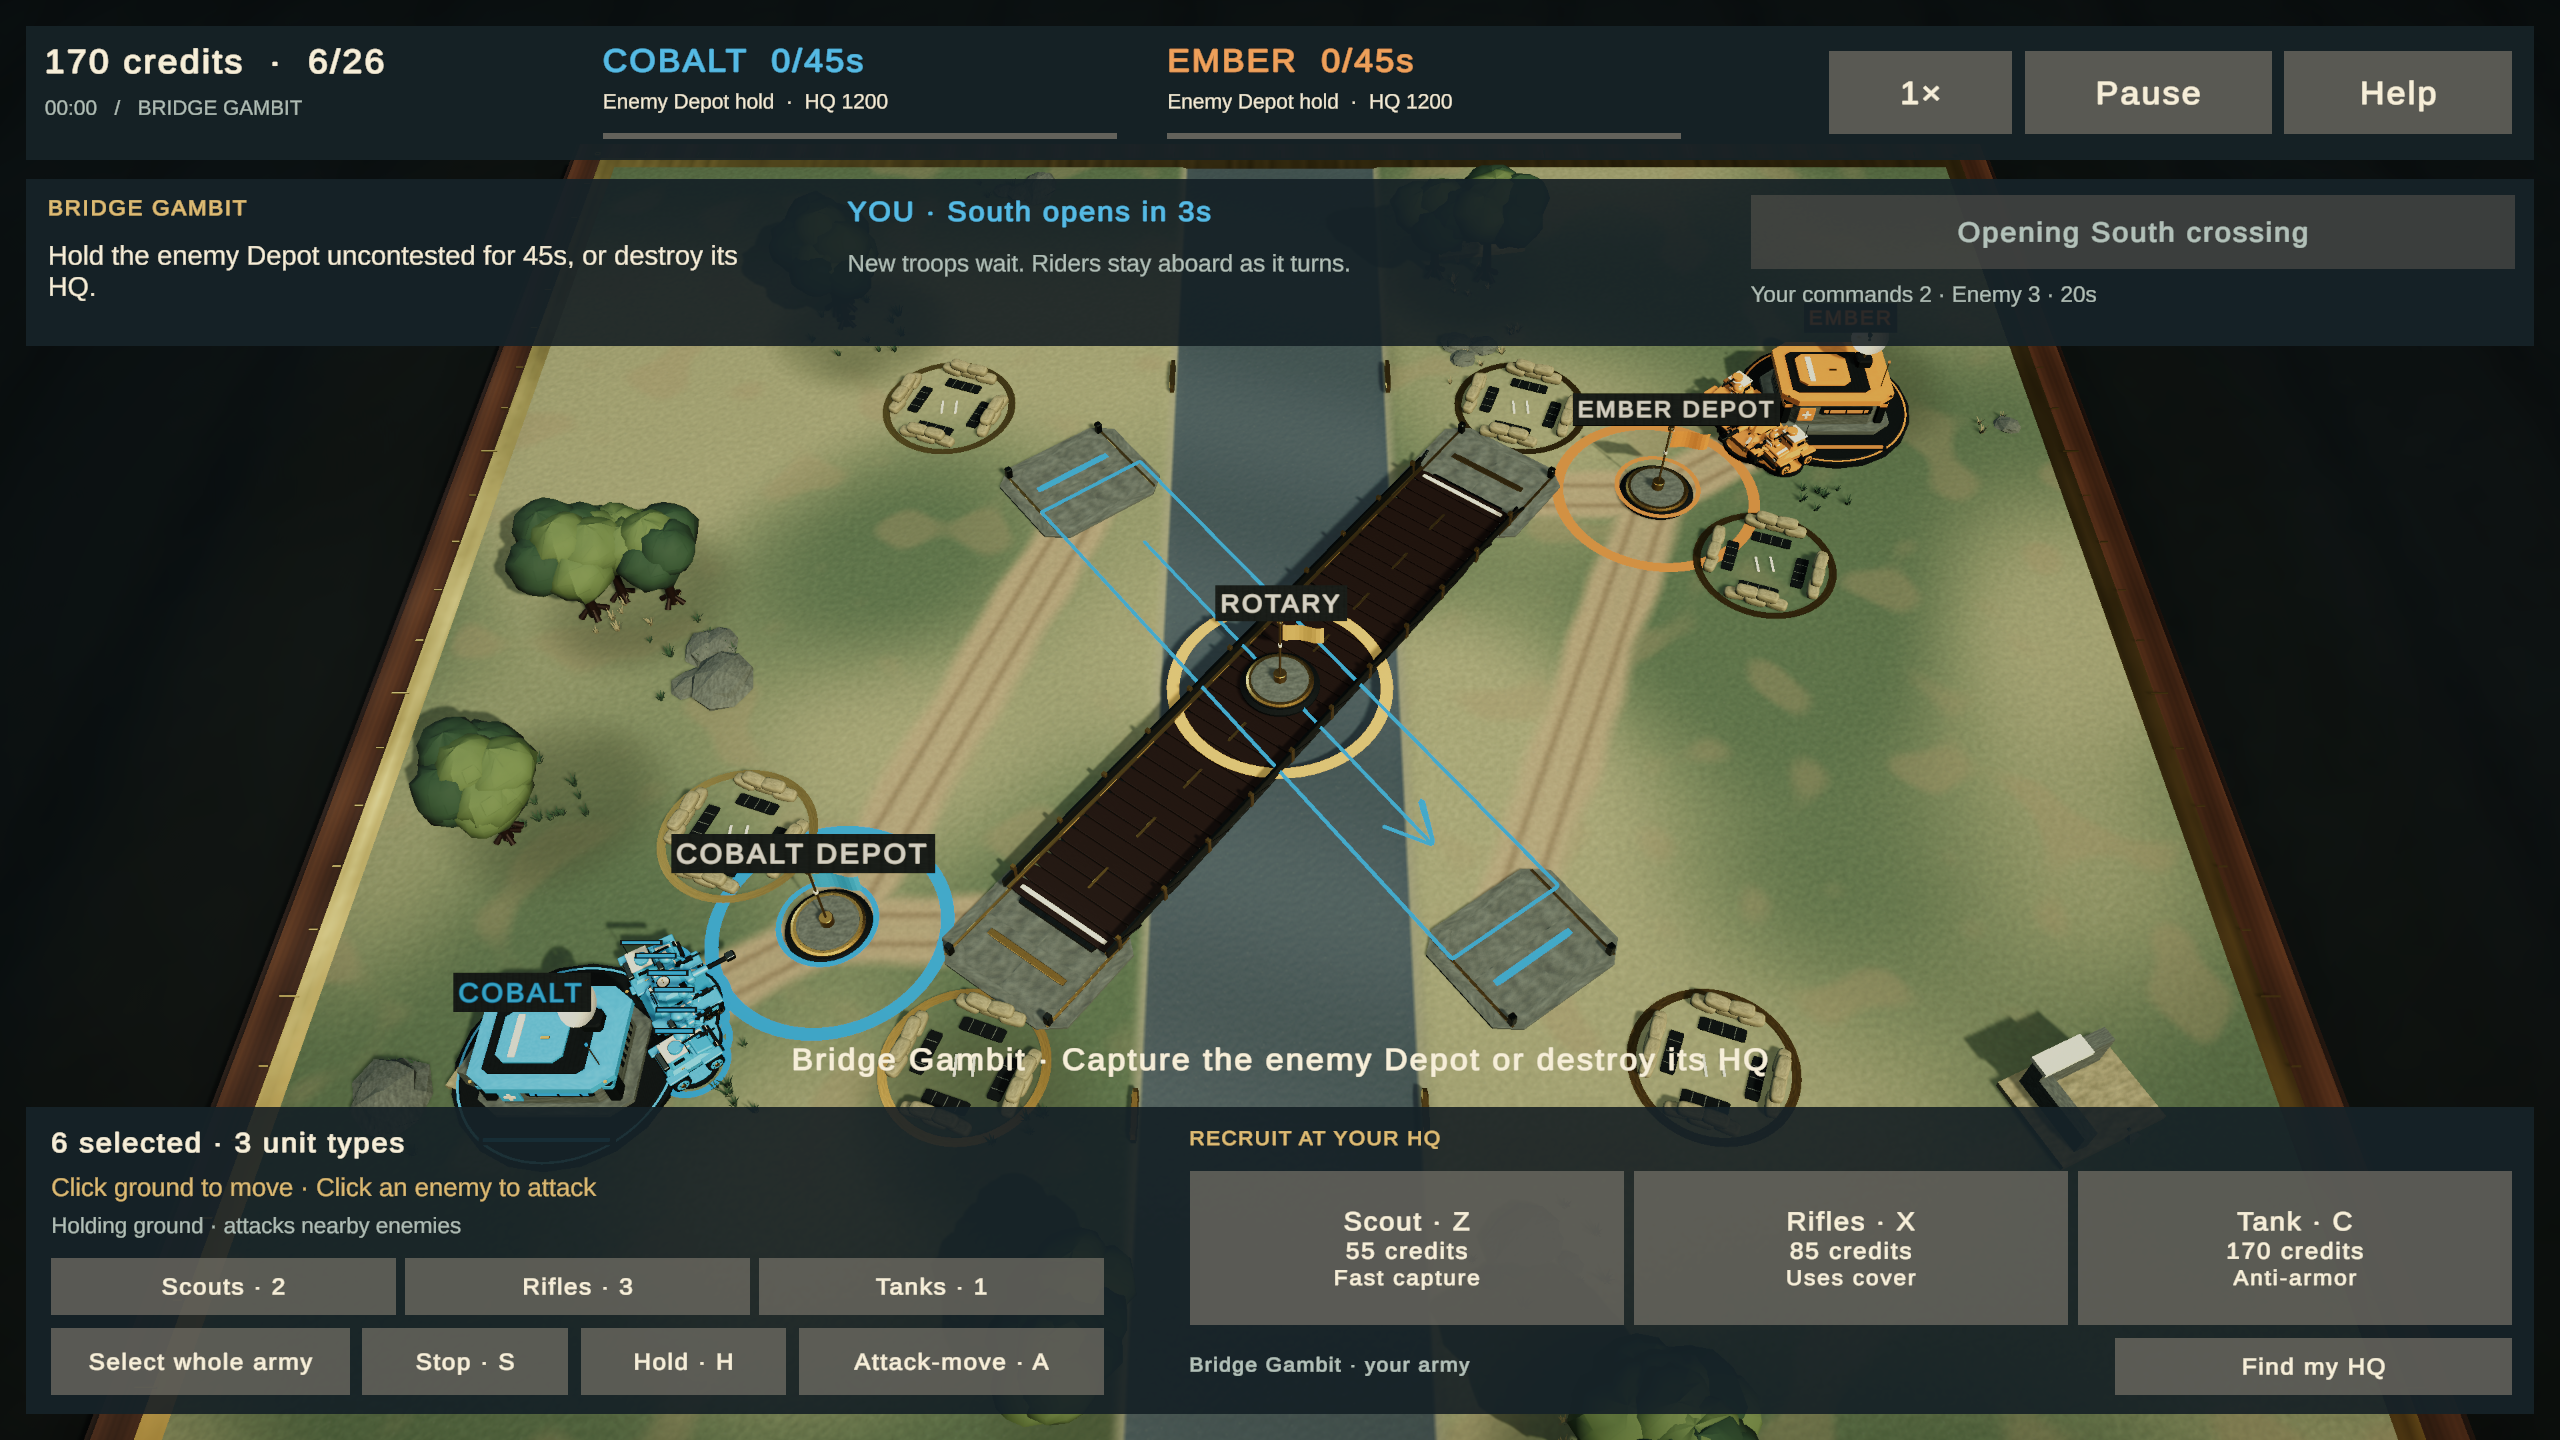 170 credits · 6/26
00:00 / BRIDGE GAMBIT
COBALT 0/45s
Enemy Depot hold · HQ 1200
EMBER 0/45s
Enemy Depot hold · HQ 1200
1×
Pause
Help
BRIDGE GAMBIT
Hold the enemy Depot uncontested for 45s, or destroy its
HQ.
YOU · South opens in 3s
New troops wait. Riders stay aboard as it turns.
Opening South crossing
Your commands 2 · Enemy 3 · 20s
EMBER
EMBER DEPOT
ROTARY
COBALT DEPOT
COBALT
Bridge Gambit · Capture the enemy Depot or destroy its HQ
6 selected · 3 unit types
Click ground to move · Click an enemy to attack
Holding ground · attacks nearby enemies
Scouts · 2
Rifles · 3
Tanks · 1
Select whole army
Stop · S
Hold · H
Attack-move · A
RECRUIT AT YOUR HQ
Scout · Z
55 credits
Fast capture
Rifles · X
85 credits
Uses cover
Tank · C
170 credits
Anti-armor
Bridge Gambit · your army
Find my HQ